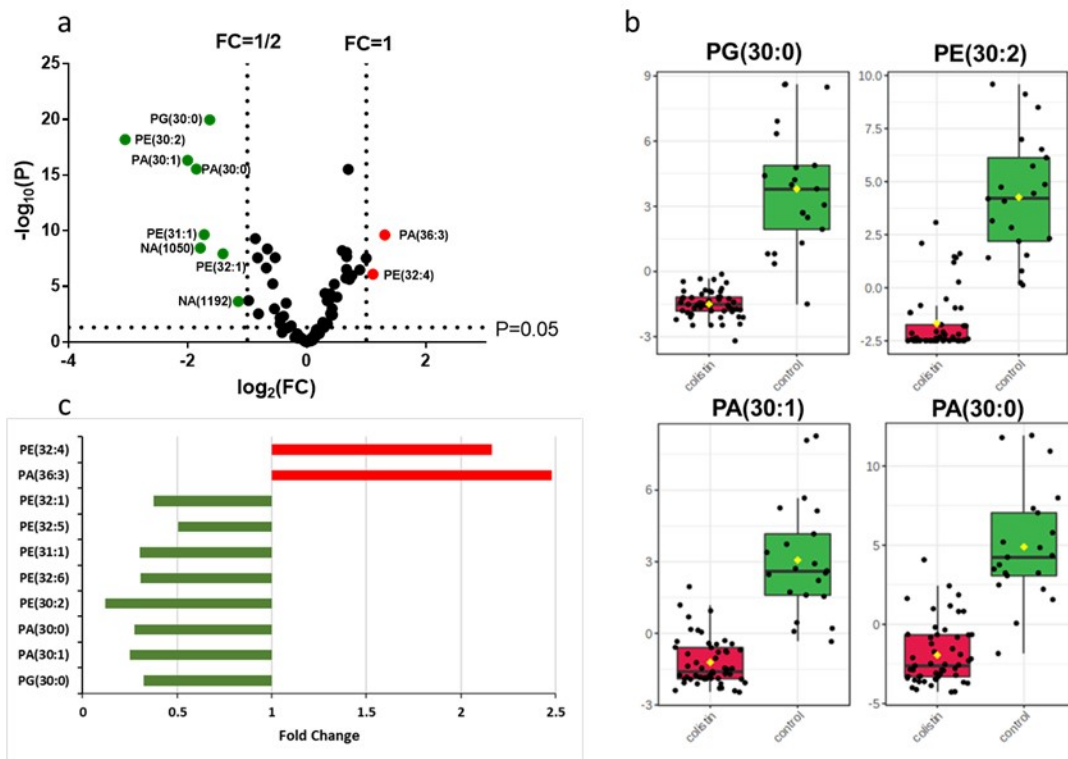 a
FC=1/2
FC=1
25
20
15
10
5
0
-log10(P)
PG(30:0)
PE(30:2)
PA(30:1)
PA(30:0)
PE(31:1)
NA(1050)
PE(32:1)
NA(1192)
PA(36:3)
PE(32:4)
P=0.05
-4
-2
0
2
log2(FC)
b
PG(30:0)
9
6
3
0
-3
colistin
control
PE(30:2)
10.0
7.5
5.0
2.5
0.0
-2.5
colistin
control
PA(30:1)
6
3
0
-3
colistin
control
PA(30:0)
10
5
0
-5
colistin
control
c
PE(32:4)
PA(36:3)
PE(32:1)
PE(32:5)
PE(31:1)
PE(32:6)
PE(30:2)
PA(30:0)
PA(30:1)
PG(30:0)
0
0.5
1
1.5
2
2.5
Fold Change